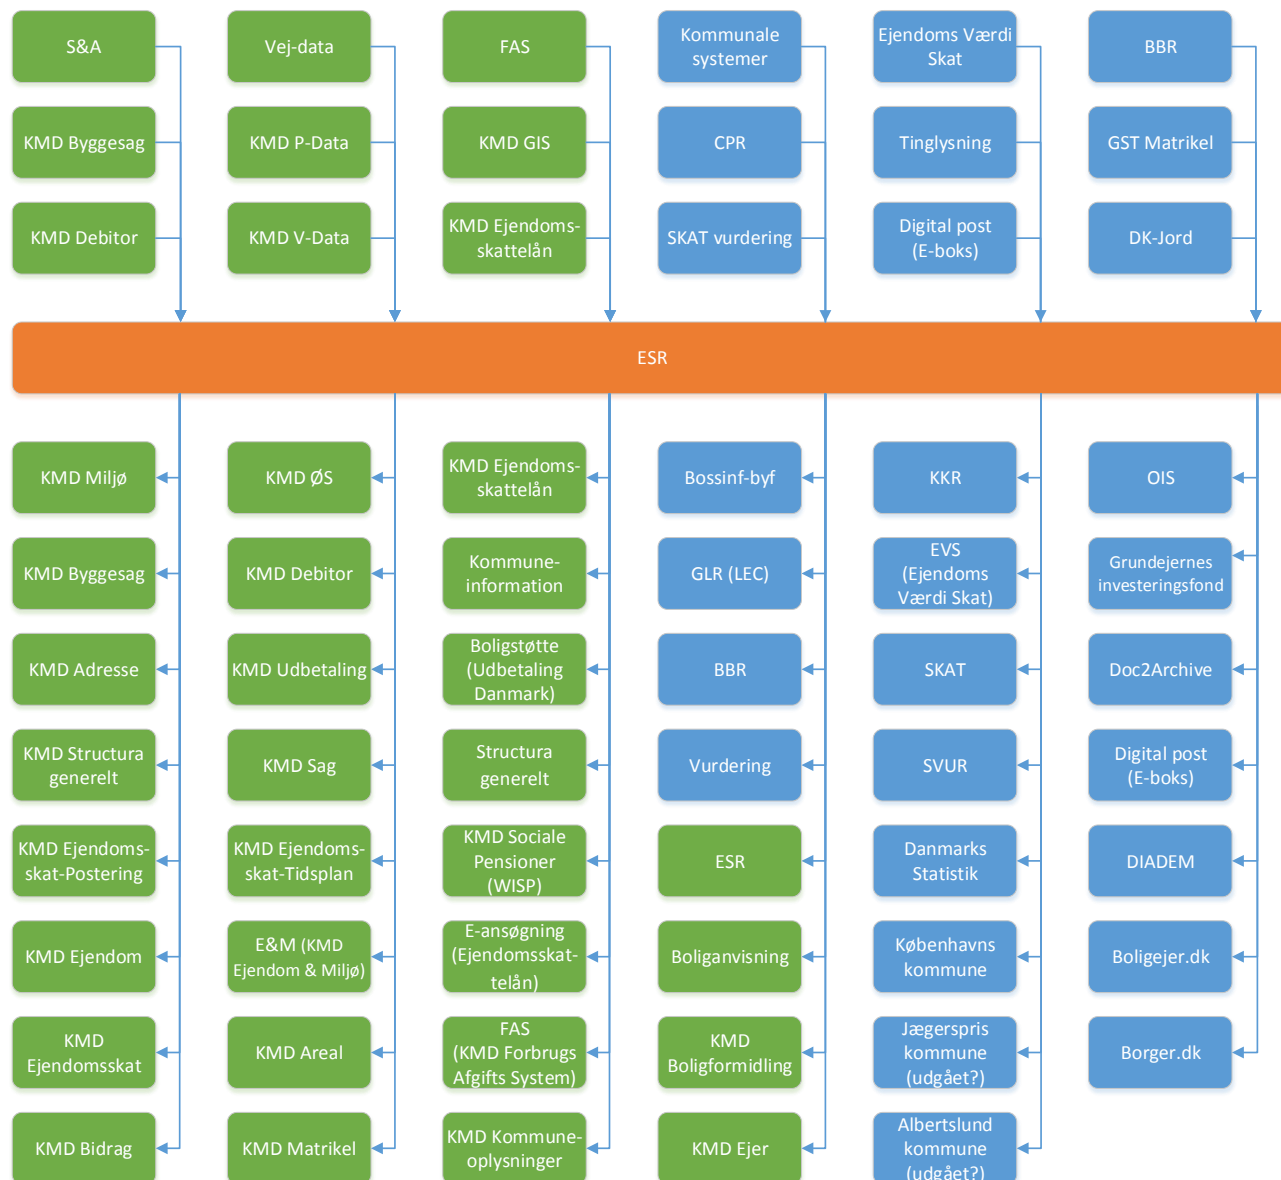 S&A
Vej-data
FAS
Kommunale
systemer
Ejendoms Værdi
Skat
BBR
KMD Byggesag
KMD P-Data
KMD GIS
CPR
Tinglysning
GST Matrikel
KMD Debitor
KMD V-Data
KMD Ejendoms-
skattelån
SKAT vurdering
Digital post
(E-boks)
DK-Jord
ESR
KMD Miljø
KMD ØS
KMD Ejendoms-
skattelån
Bossinf-byf
KKR
OIS
KMD Byggesag
KMD Debitor
Kommune-
information
GLR (LEC)
EVS
(Ejendoms
Værdi Skat)
Grundejernes
investeringsfond
KMD Adresse
KMD Udbetaling
Boligstøtte
(Udbetaling
Danmark)
BBR
SKAT
Doc2Archive
KMD Structura
generelt
KMD Sag
Structura
generelt
Vurdering
SVUR
Digital post
(E-boks)
KMD Ejendoms-
skat-Postering
KMD Ejendoms-
skat-Tidsplan
KMD Sociale
Pensioner
(WISP)
ESR
Danmarks
Statistik
DIADEM
KMD Ejendom
E&M (KMD
Ejendom & Miljø)
E-ansøgning
(Ejendomsskat-
telån)
Boliganvisning
Københavns
kommune
Boligejer.dk
KMD
Ejendomsskat
KMD Areal
FAS
(KMD Forbrugs
Afgifts System)
KMD
Boligformidling
Jægerspris
kommune
(udgået?)
Borger.dk
KMD Bidrag
KMD Matrikel
KMD Kommune-
oplysninger
KMD Ejer
Albertslund
kommune
(udgået?)